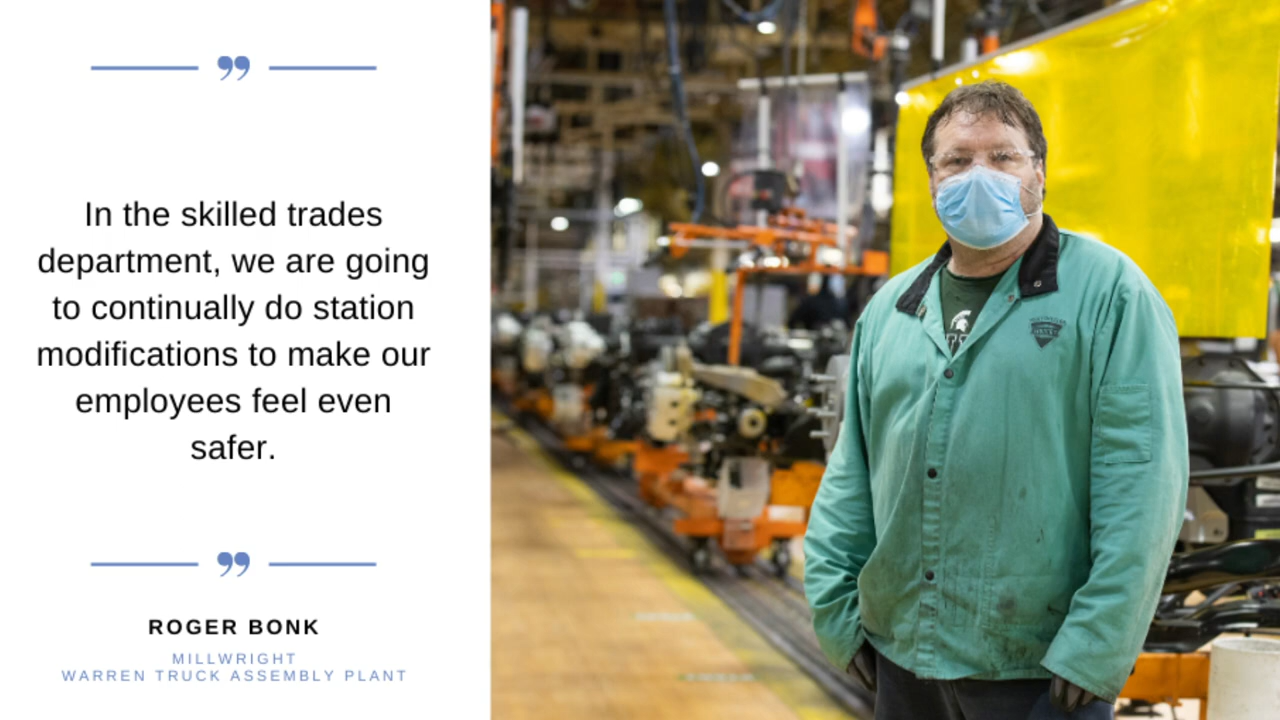 ❞
In the skilled trades
department, we are going
to continually do station
modifications to make our
employees feel even
safer.
❞
ROGER BONK
MILLWRIGHT
WARREN TRUCK ASSEMBLY PLANT